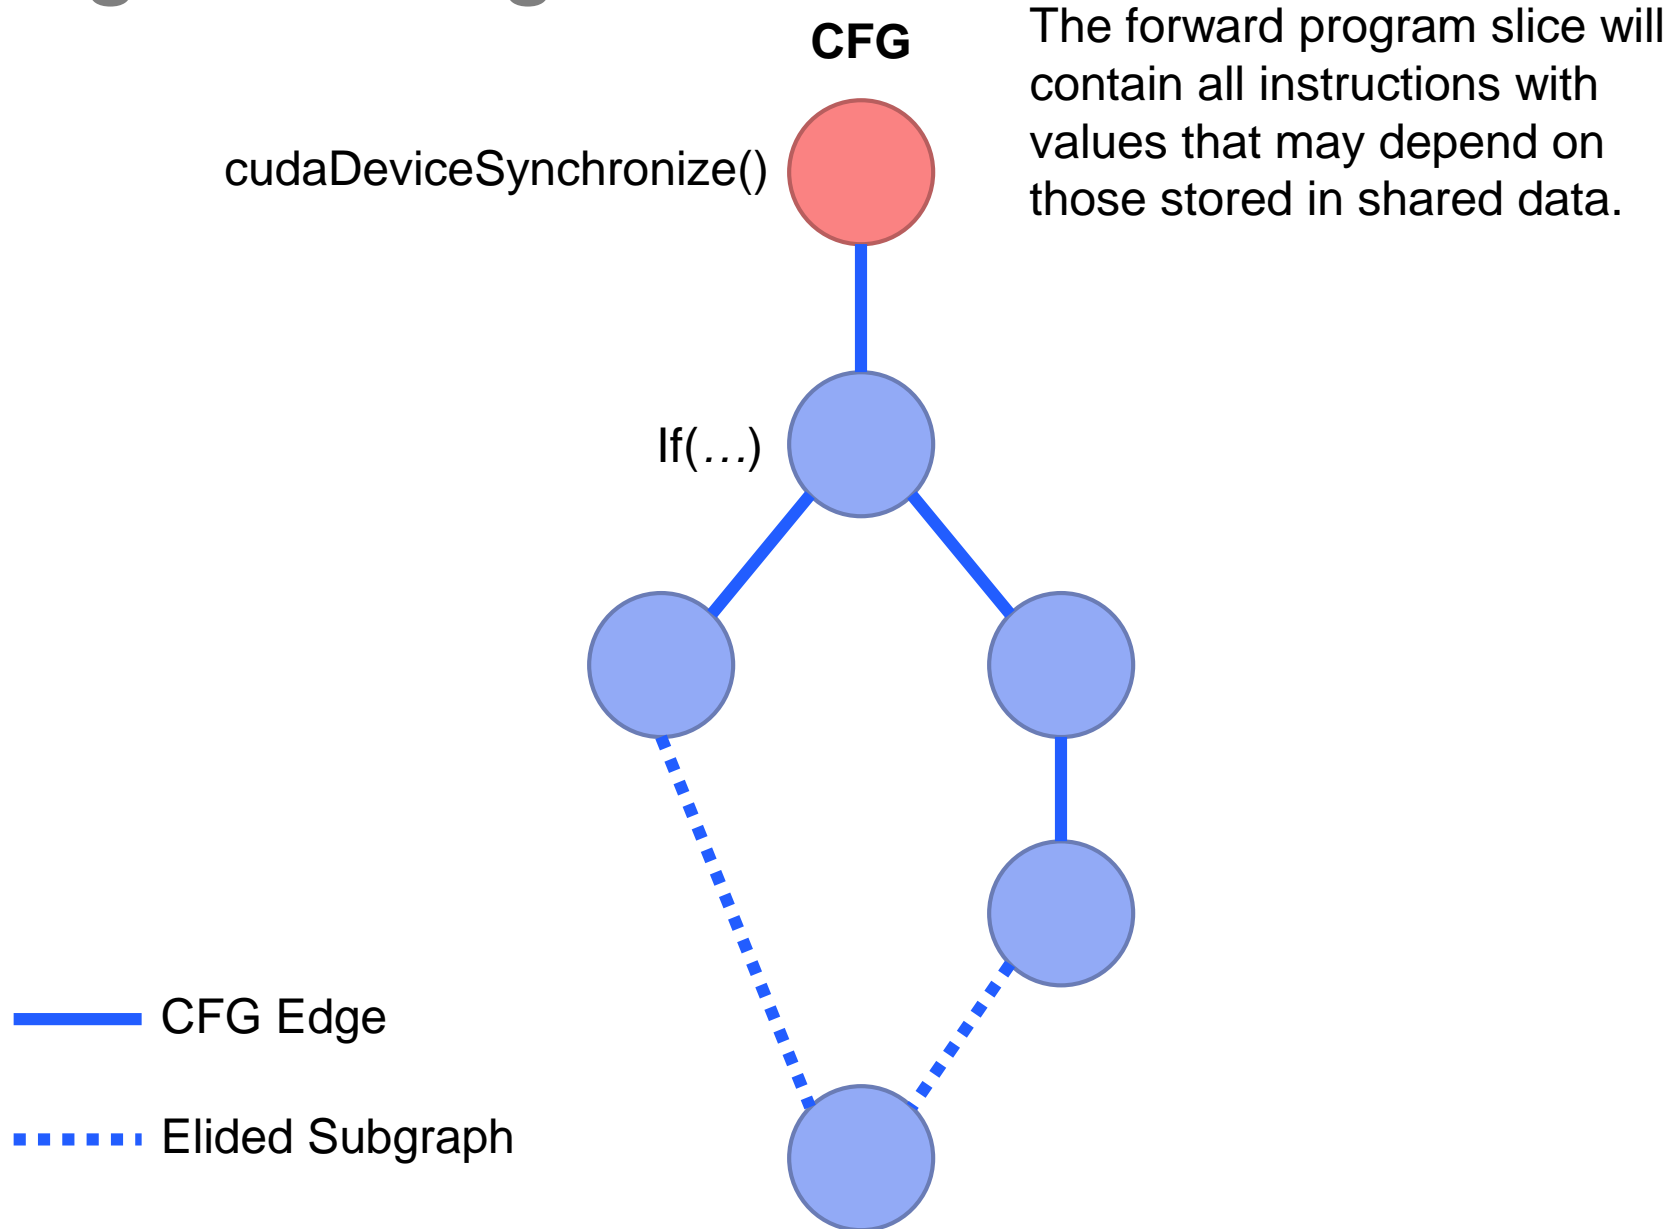 CFG
The forward program slice will
contain all instructions with
values that may depend on
those stored in shared data.
cudaDeviceSynchronize()
If(…)
CFG Edge
Elided Subgraph